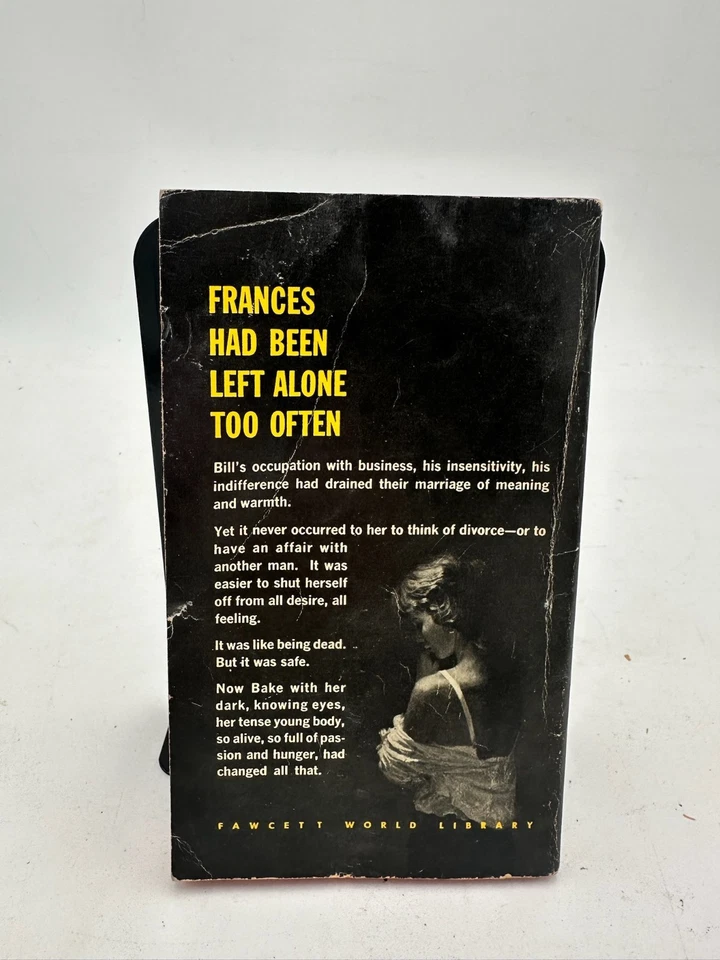 FRANCES
HAD BEEN
LEFT ALONE
TOO OFTEN
Bill's occupation with business, his insensitivity, his
indifference had drained their marriage of meaning
and warmth.
Yet it never occurred to her to think of divorce—or to
have an affair with
another man. It was
easier to shut herself
off from all desire, all
feeling.
It was like being dead.
But it was safe.
Now Bake with her
dark, knowing eyes,
her tense young body,
so alive, so full of pas-
sion and hunger, had
changed all that.
FAWCETT WORLD LIBRARY